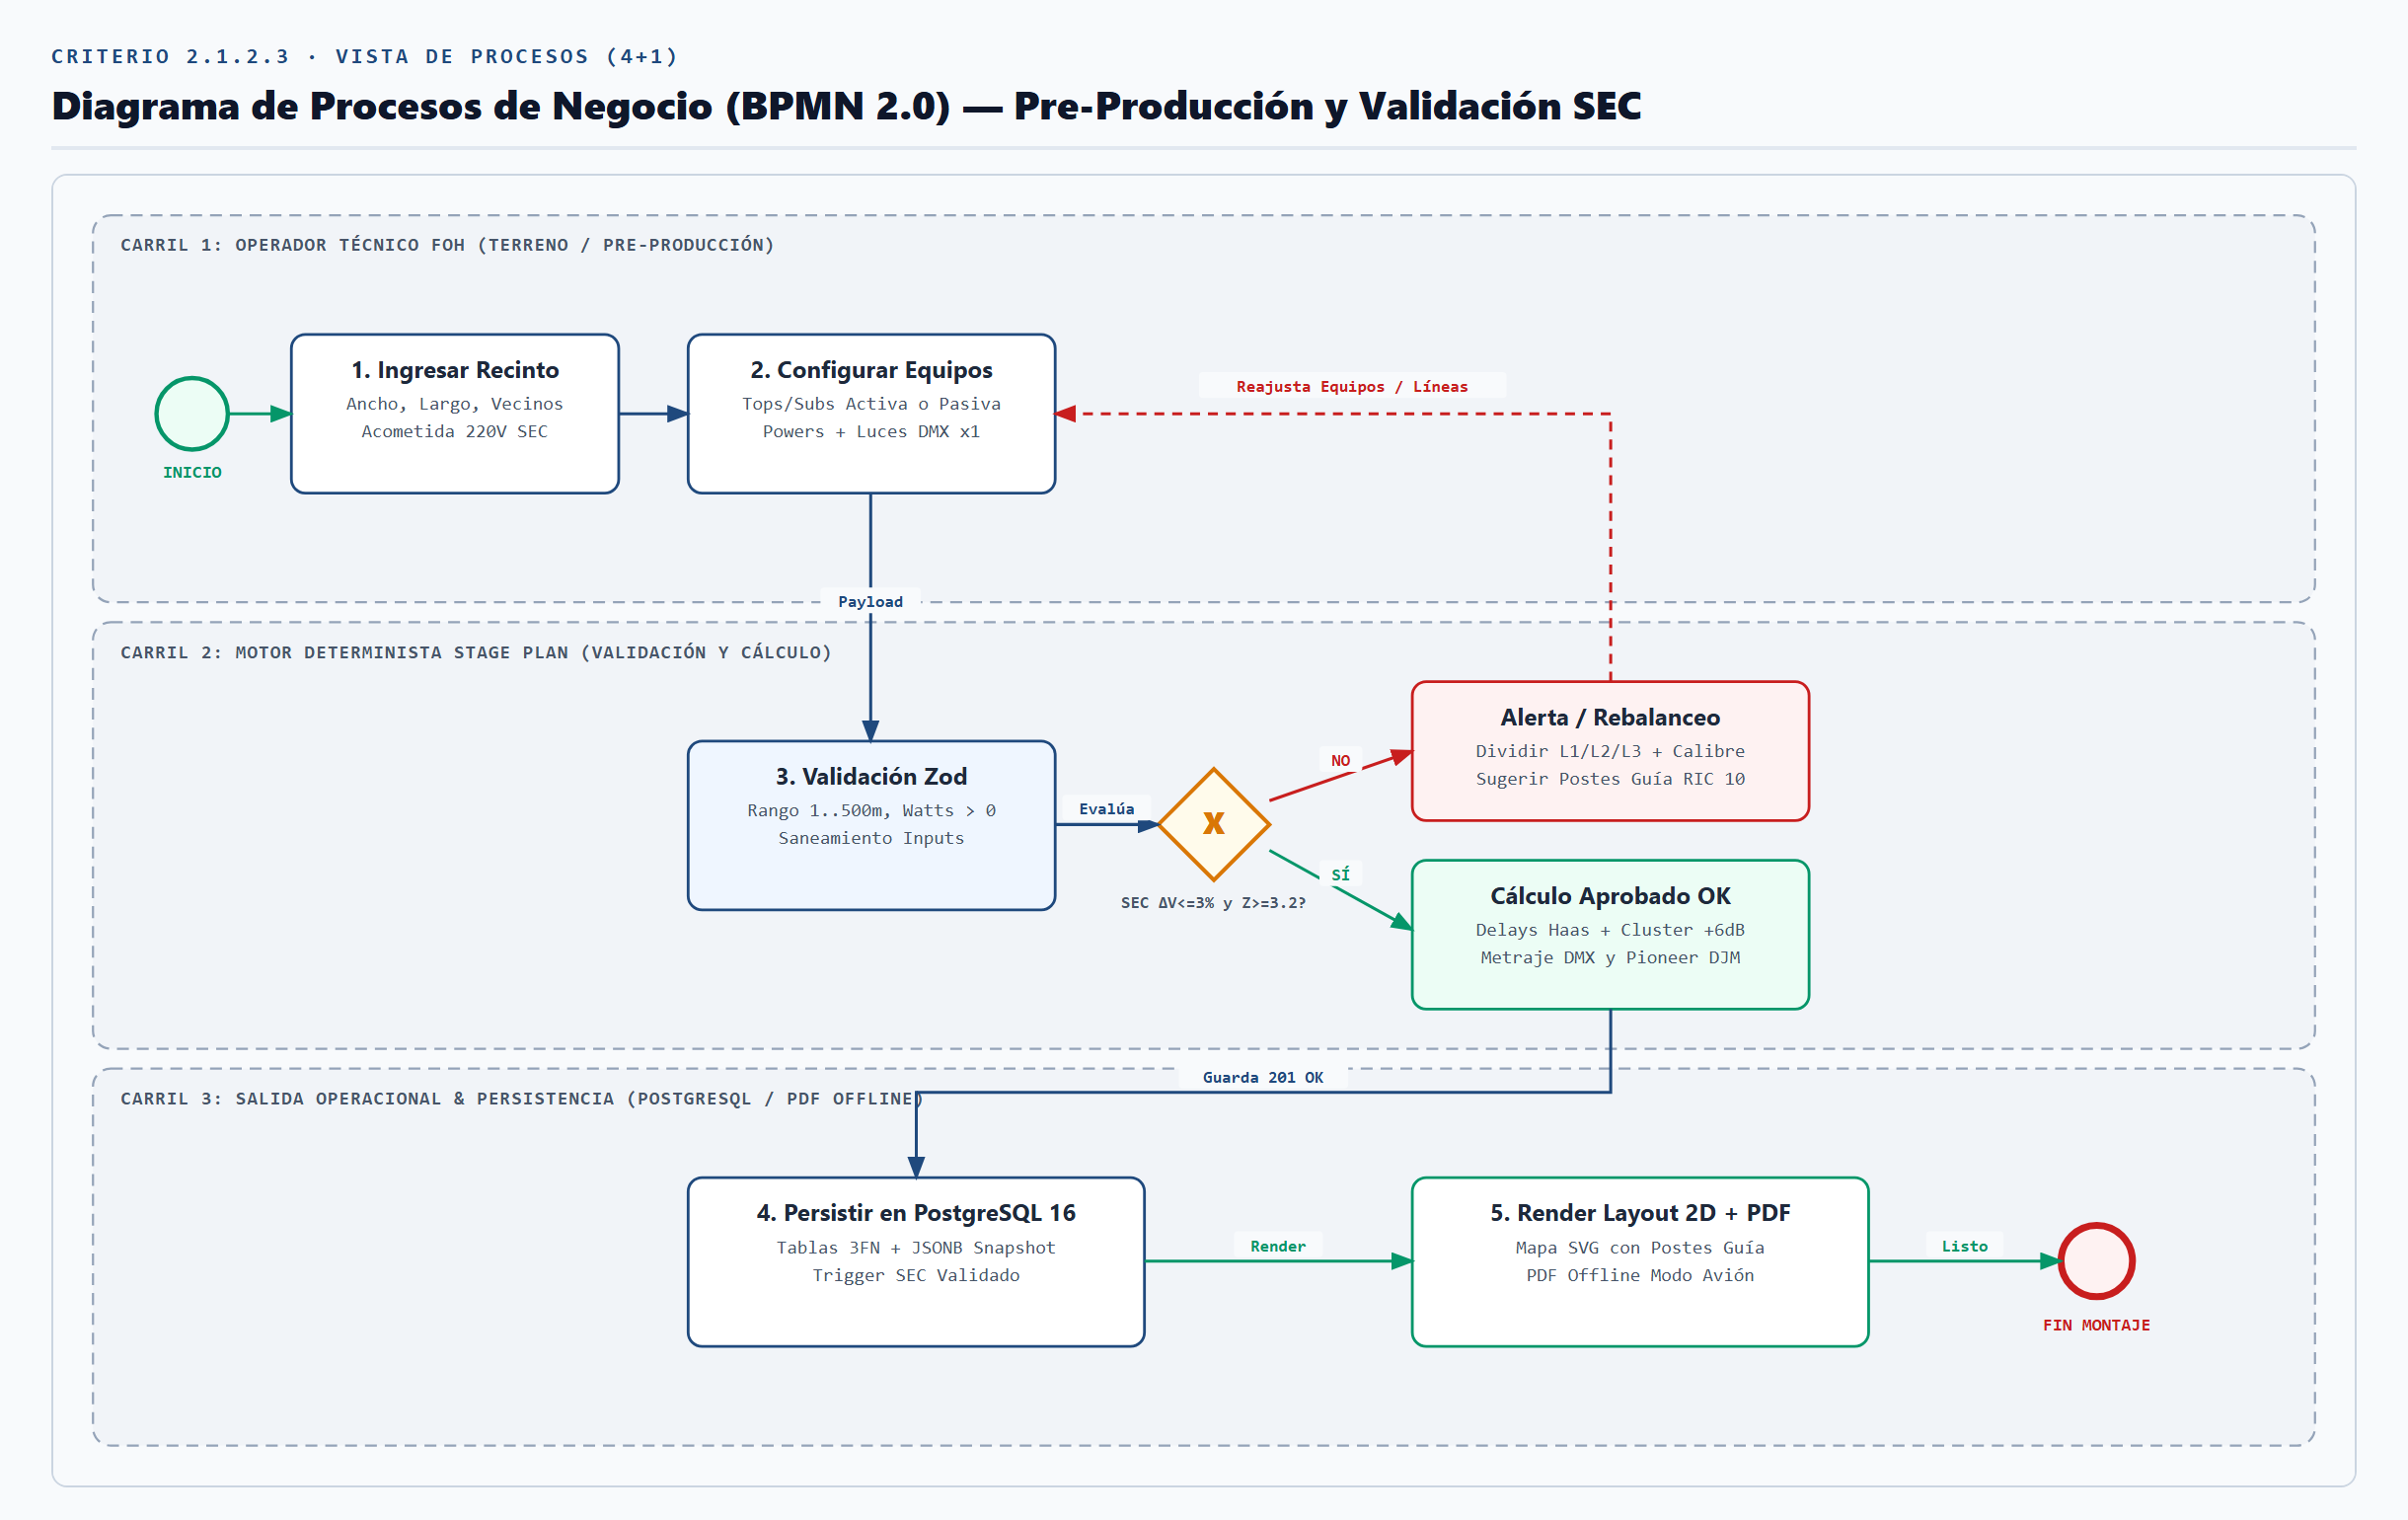 CRITERIO 2.1.2.3 · VISTA DE PROCESOS (4+1)
Diagrama de Procesos de Negocio (BPMN 2.0) — Pre-Producción y Validación SEC
CARRIL 1: OPERADOR TÉCNICO FOH (TERRENO / PRE-PRODUCCIÓN)
INICIO
1. Ingresar Recinto
Ancho, Largo, Vecinos
Acometida 220V SEC
2. Configurar Equipos
Tops/Subs Activa o Pasiva
Powers + Luces DMX x1
Reajusta Equipos / Líneas
Payload
CARRIL 2: MOTOR DETERMINISTA STAGE PLAN (VALIDACIÓN Y CÁLCULO)
3. Validación Zod
Rango 1..500m, Watts > 0
Saneamiento Inputs
Evalúa
X
SEC ΔV<=3% y Z>=3.2?
NO
Alerta / Rebalanceo
Dividir L1/L2/L3 + Calibre
Sugerir Postes Guía RIC 10
SÍ
Cálculo Aprobado OK
Delays Haas + Cluster +6dB
Metraje DMX y Pioneer DJM
Guarda 201 OK
CARRIL 3: SALIDA OPERACIONAL & PERSISTENCIA (POSTGRESQL / PDF OFFLINE)
4. Persistir en PostgreSQL 16
Tablas 3FN + JSONB Snapshot
Trigger SEC Validado
Render
5. Render Layout 2D + PDF
Mapa SVG con Postes Guía
PDF Offline Modo Avión
Listo
FIN MONTAJE